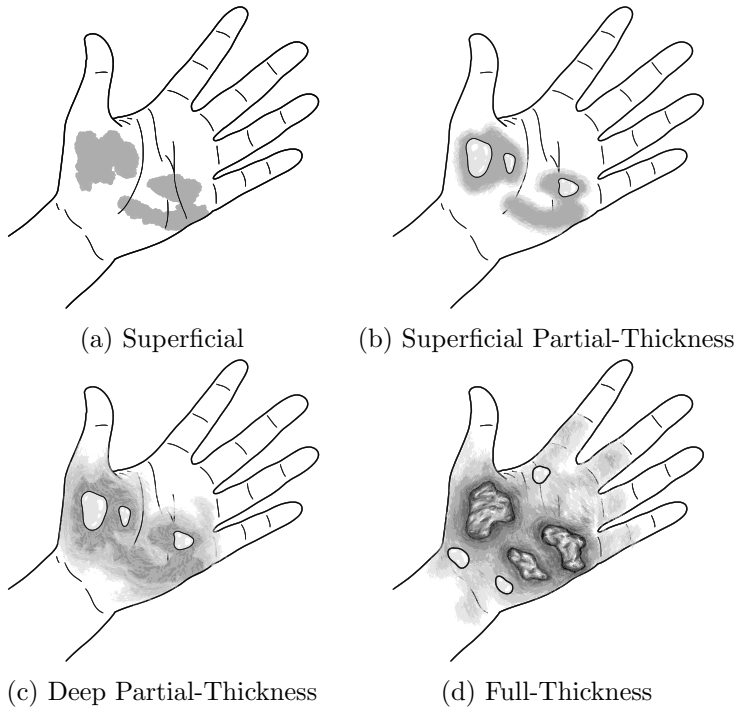 (a) Superficial
(b) Superficial Partial-Thickness
(c) Deep Partial-Thickness
(d) Full-Thickness